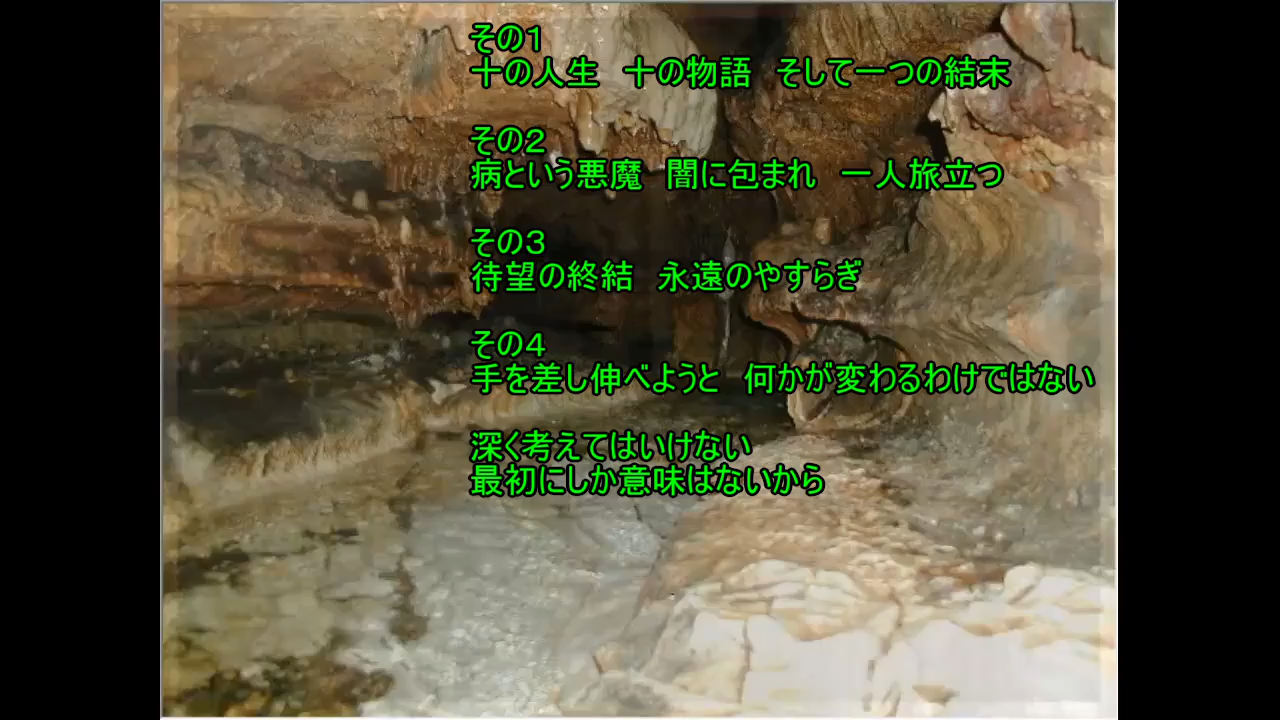 その１
十の人生　十の物語　そして一つの結末
その２
病という悪魔　闇に包まれ　一人旅立つ
その３
待望の終結　永遠のやすらぎ
その４
手を差し伸べようと　何かが変わるわけではない
深く考えてはいけない
最初にしか意味はないから